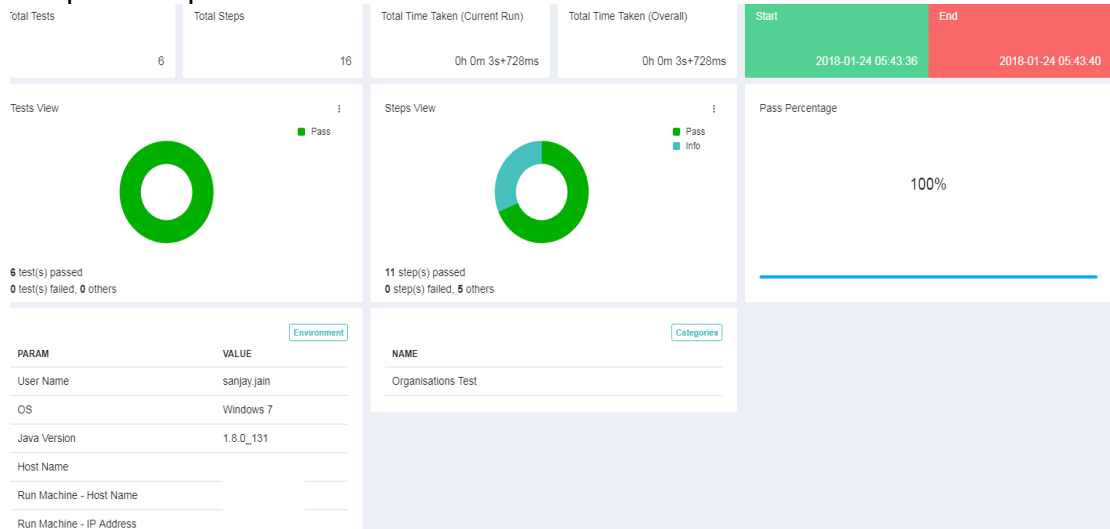 Total Tests
6
Total Steps
16
Total Time Taken (Current Run)
0h 0m 3s+728ms
Total Time Taken (Overall)
0h 0m 3s+728ms
Start
2018-01-24 05:43:36
End
2018-01-24 05:43:40
Tests View
Pass
6 test(s) passed
0 test(s) failed, 0 others
Steps View
Pass
Info
11 step(s) passed
0 step(s) failed, 5 others
Pass Percentage
100%
Environment
PARAM VALUE
User Name sanjay.jain
OS Windows 7
Java Version 1.8.0_131
Host Name
Run Machine - Host Name
Run Machine - IP Address
Categories
NAME
Organisations Test